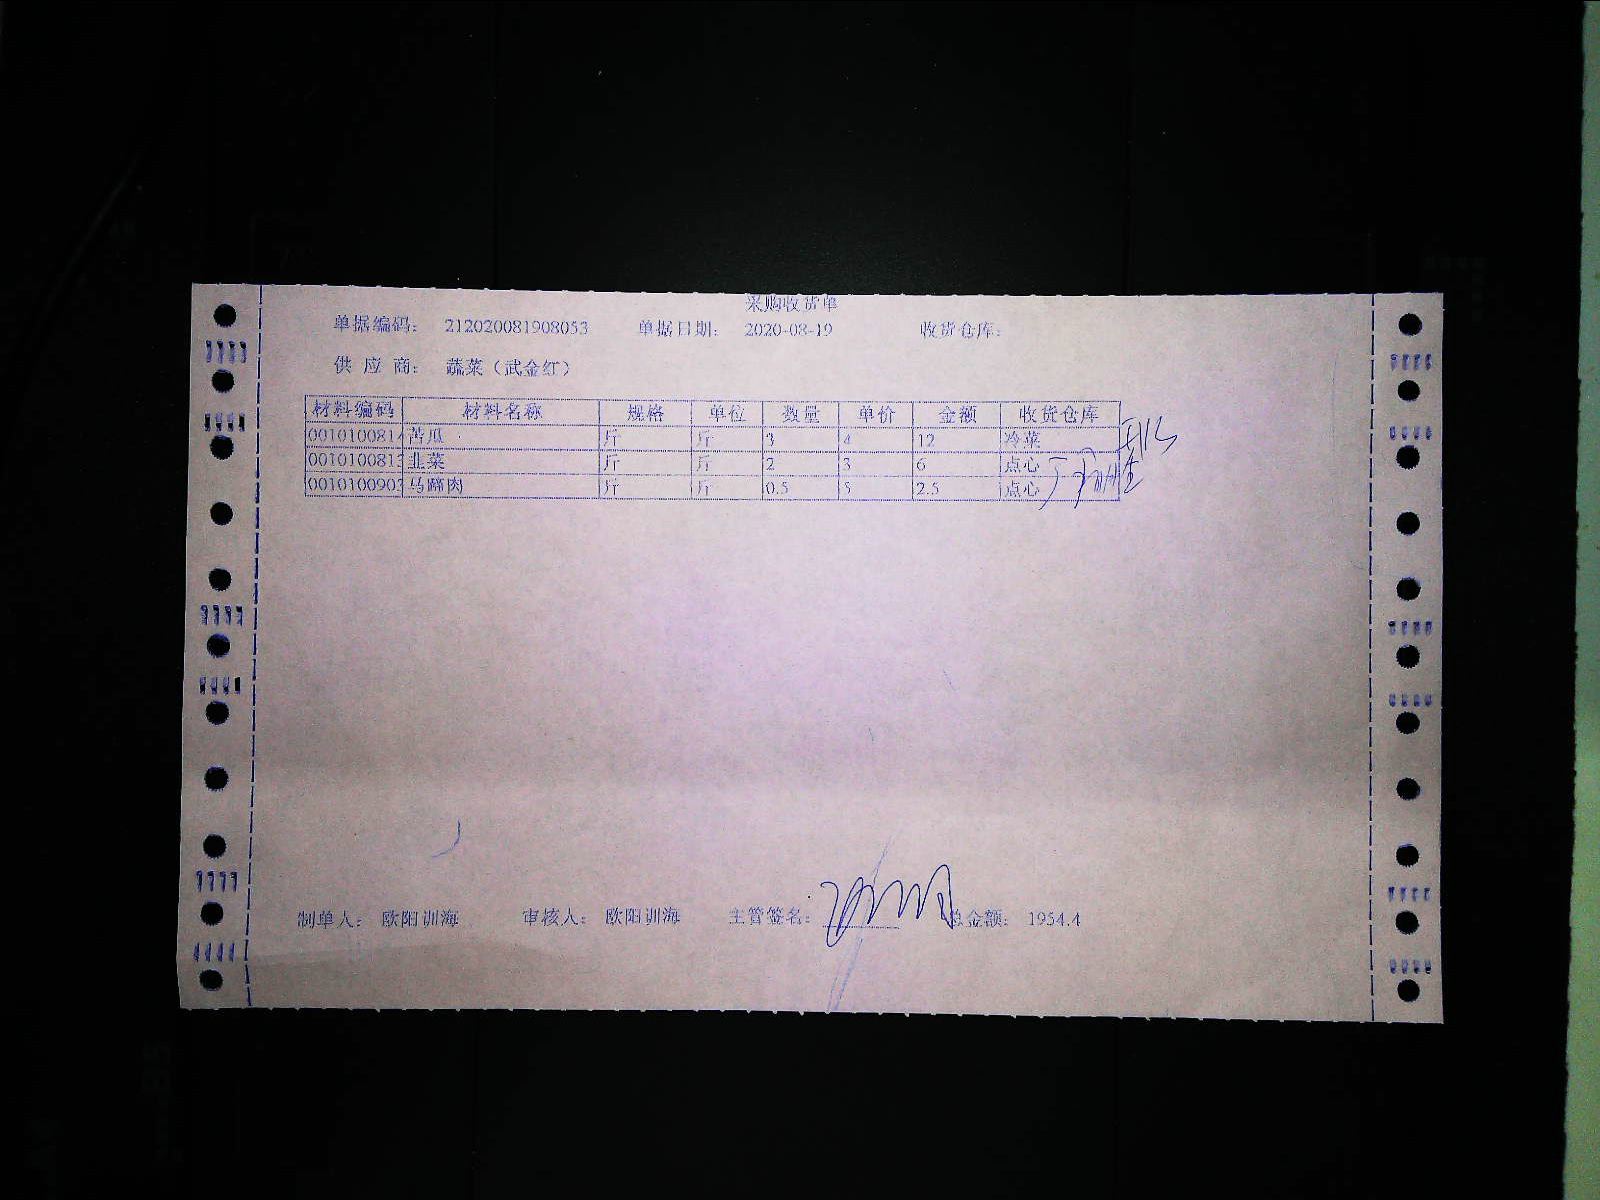 采购收货单
单据编码： 212020081908053 单据日期： 2020-08-19 收货仓库：
供 应 商： 蔬菜（武金红）
材料编码 材料名称 规格 单位 数量 单价 金额 收货仓库
0010100814 苦瓜 斤 斤 3 4 12 冷菜
0010100813 韭菜 斤 斤 2 3 6 点心
0010100903 马蹄肉 斤 斤 0.5 5 2.5 点心
制单人： 欧阳训海 审核人： 欧阳训海 主管签名： 总金额： 1954.4